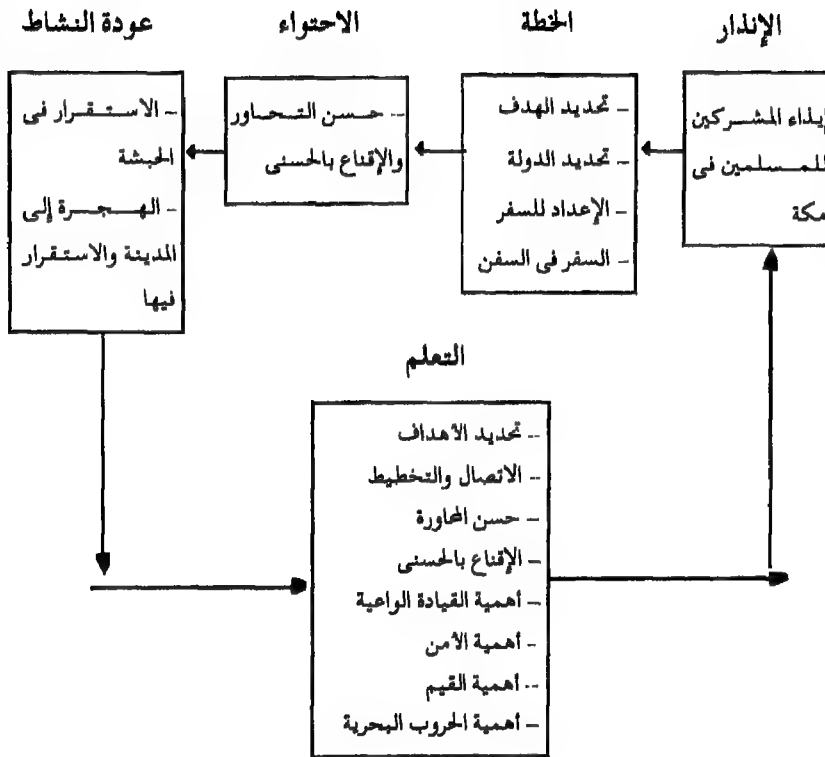 الإنذار
إيذاء المشركين
للمسلمين فى
مكة
الخطة
– تحديد الهدف
– تحديد الدولة
– الإعداد للسفر
– السفر فى السفن
الاحتواء
-- حسن التحاور
والإقناع بالحسنى
عودة النشاط
– الاستقرار فى
الحبشة
– الهجرة إلى
المدينة والاستقرار
فيها
التعلم
-- تحديد الأهداف
– الاتصال والتخطيط
– حسن المحاورة
– الإقناع بالحسنى
– أهمية القيادة الواعية
– أهمية الأمن
-- أهمية القيم
– أهمية الحروب البحرية